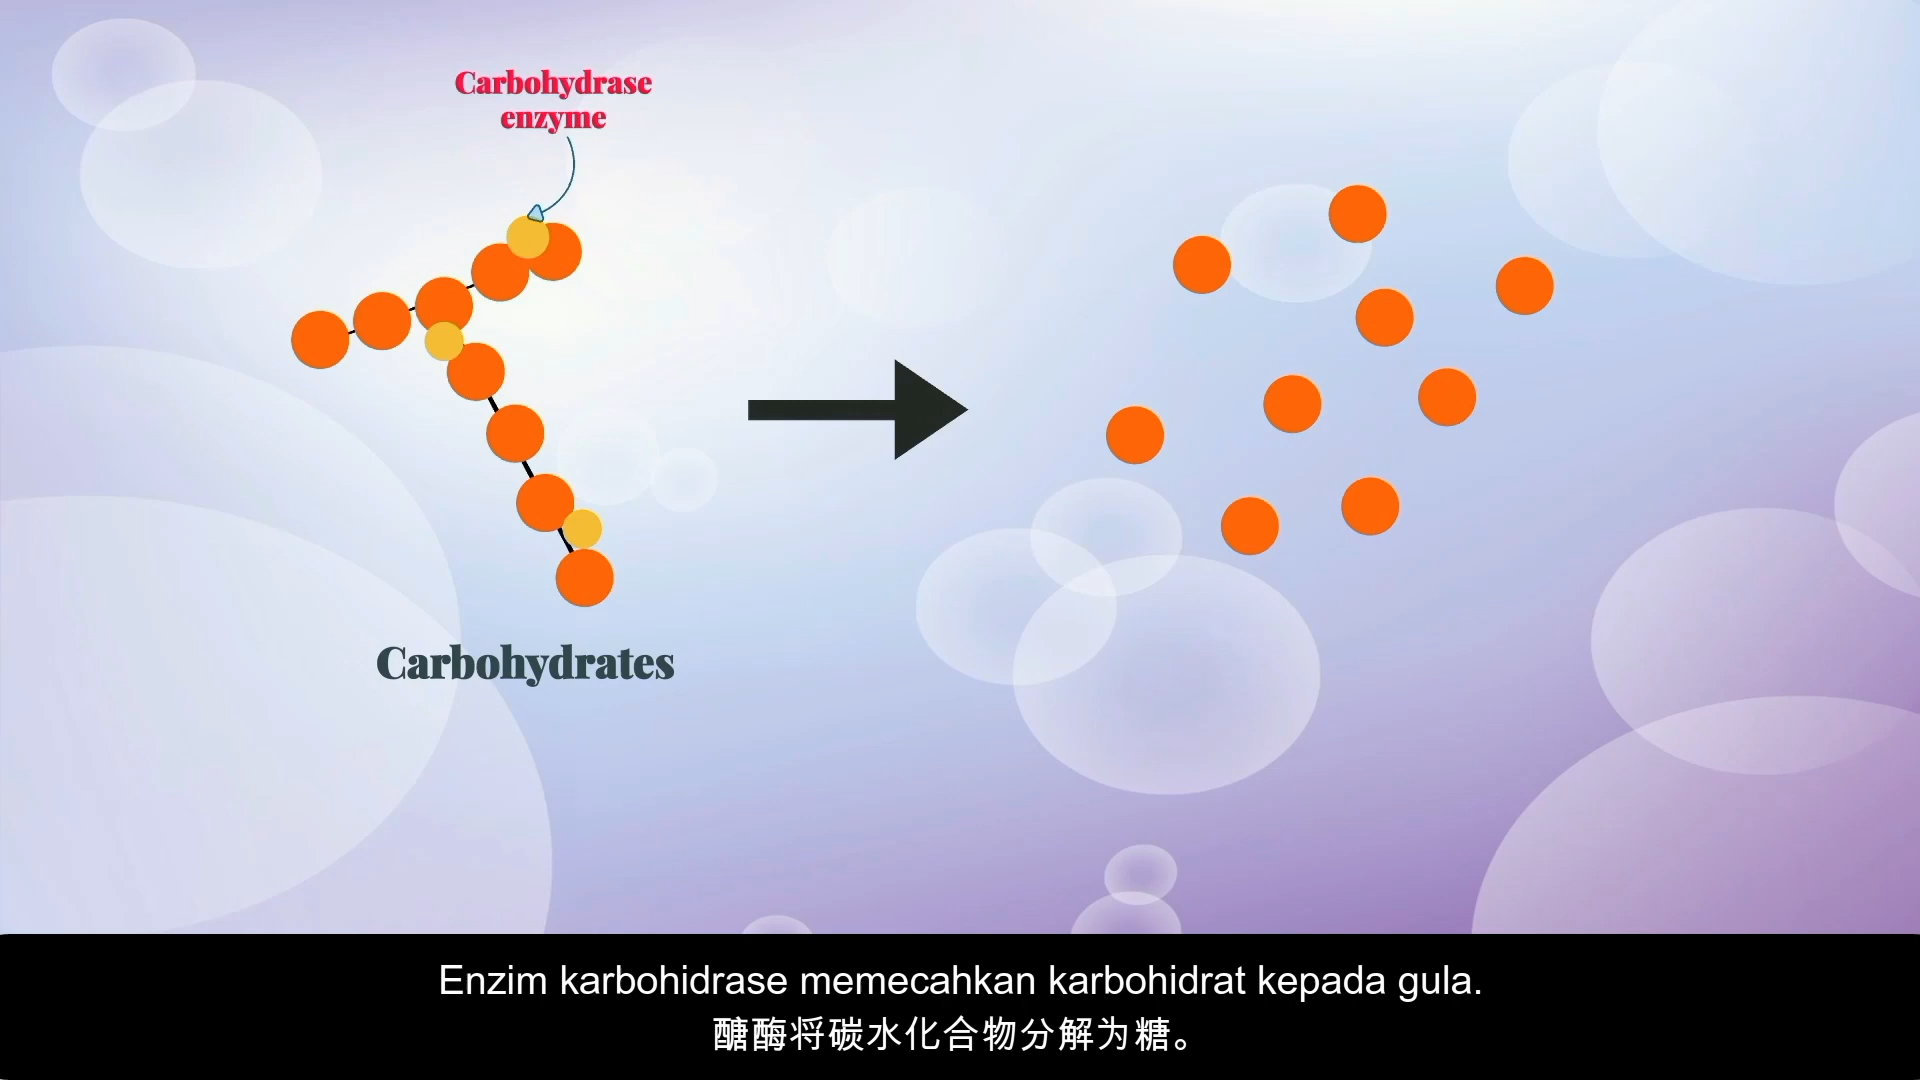 Carbohydrase
enzyme
Carbohydrates
Enzim karbohidrase memecahkan karbohidrat kepada gula.
醣酶将碳水化合物分解为糖。